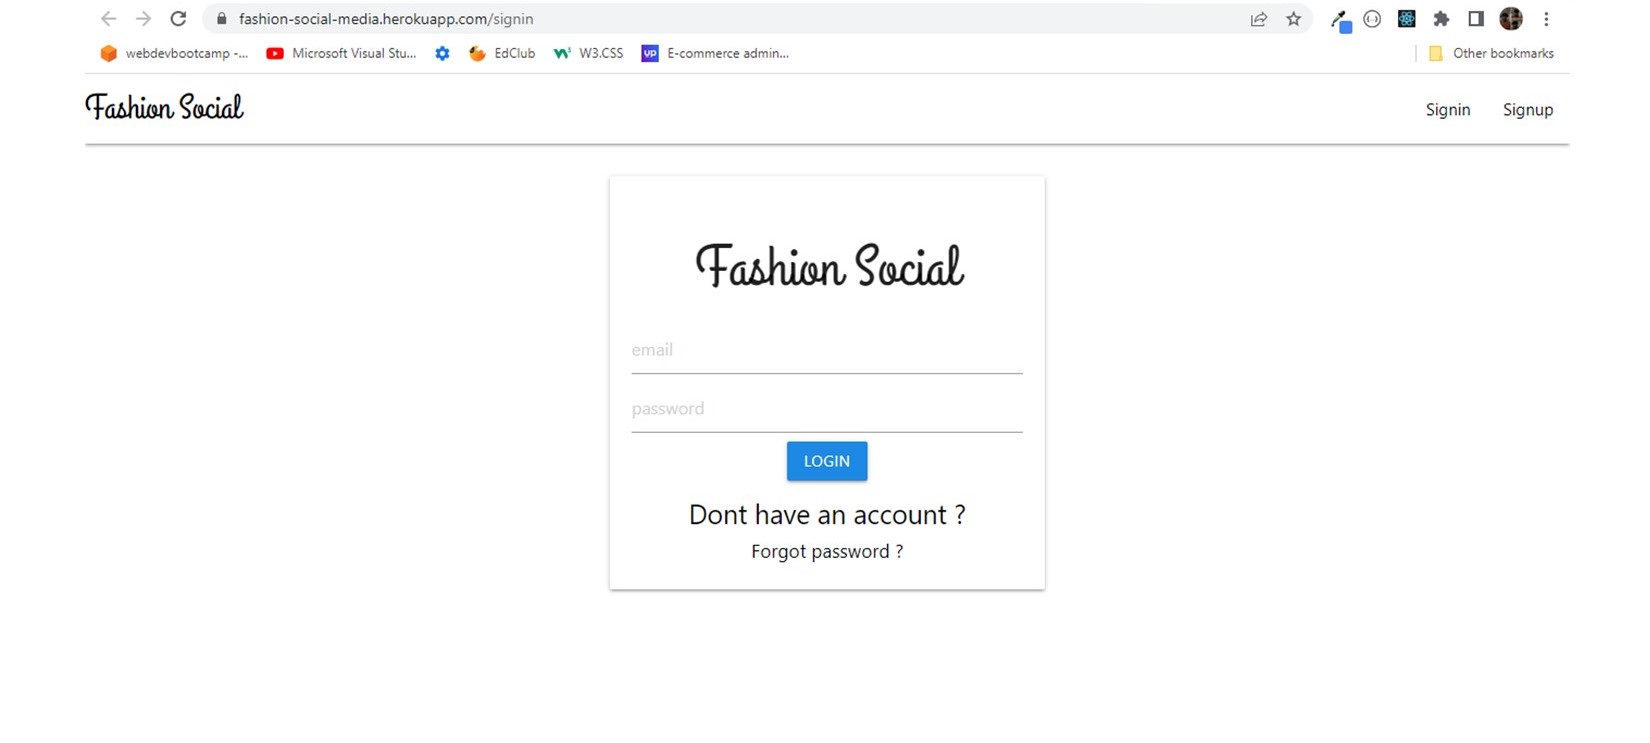 fashion-social-media.herokuapp.com/signin
webdevbootcamp -... Microsoft Visual Stu... EdClub W3.CSS UP E-commerce admin... Other bookmarks
Fashion Social Signin Signup
Fashion Social
email
password
LOGIN
Dont have an account ?
Forgot password ?